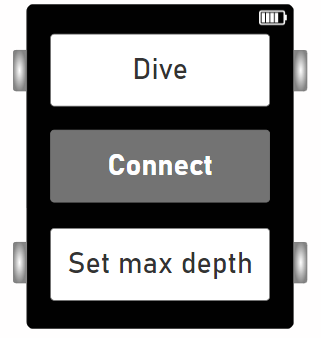 Dive
Connect
Set max depth